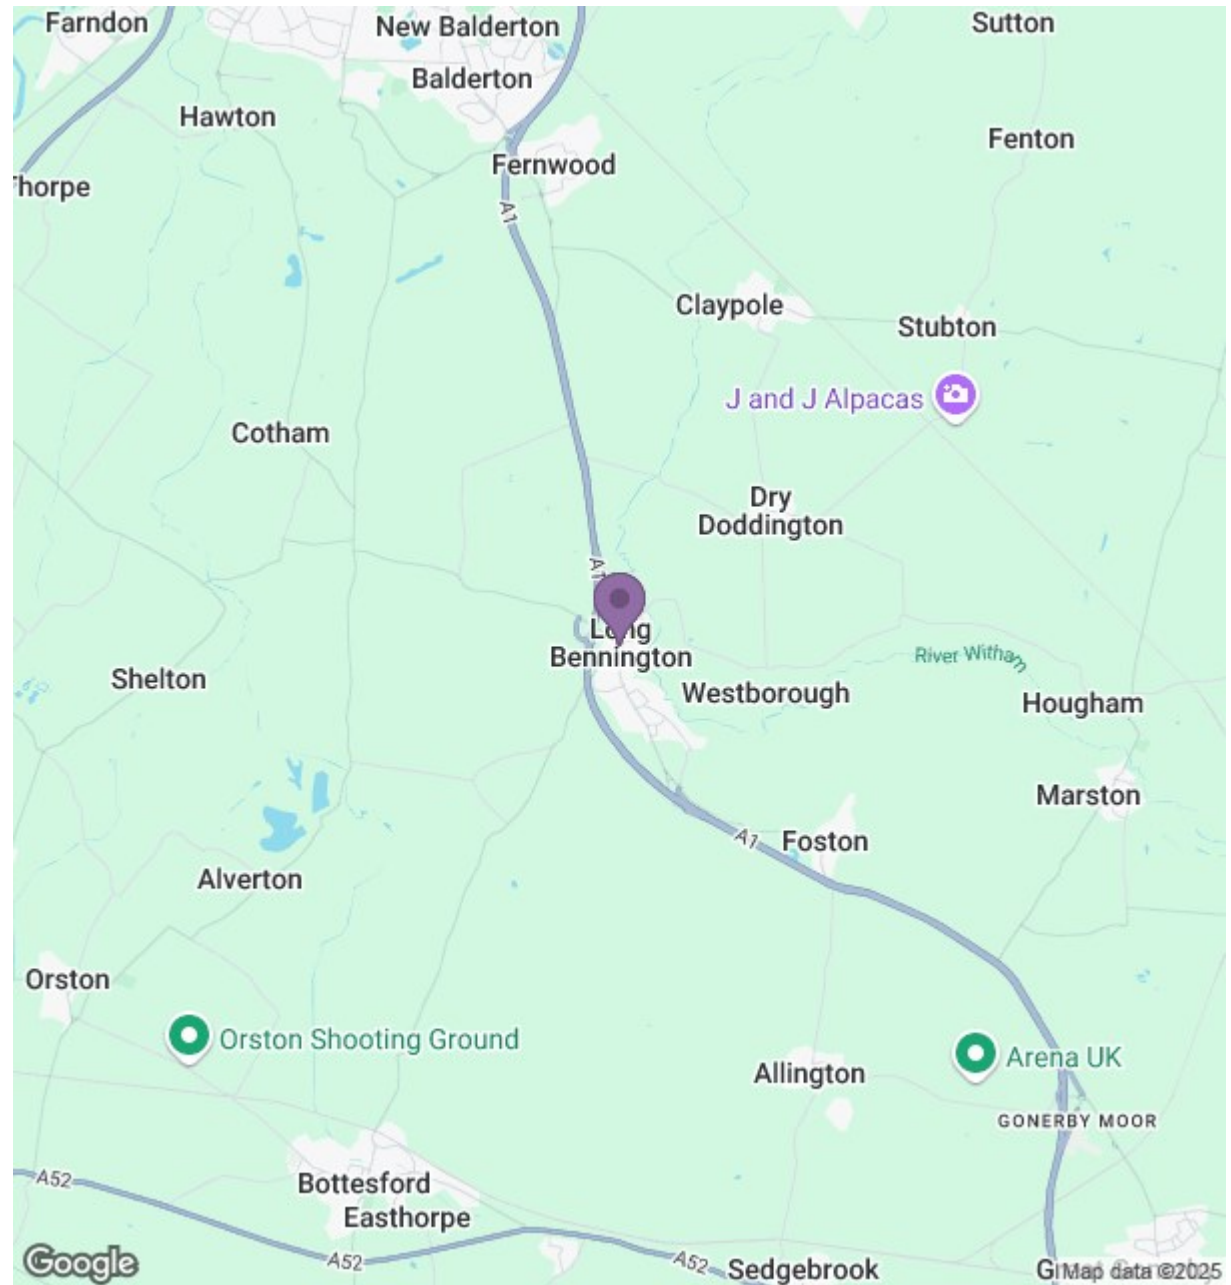 Farndon
New Balderton
Sutton
Balderton
Hawton
Fenton
Fernwood
Thorpe
A1
Claypole
Stubton
J and J Alpacas
Cotham
Dry
Doddington
A1
Long
Bennington
River Witham
Shelton
Westborough
Hougham
Marston
A1
Foston
Alverton
Orston
Orston Shooting Ground
Arena UK
Allington
GONERBY MOOR
A52
Bottesford
Easthorpe
A52
A52
Sedgebrook
Google
Map data ©2025